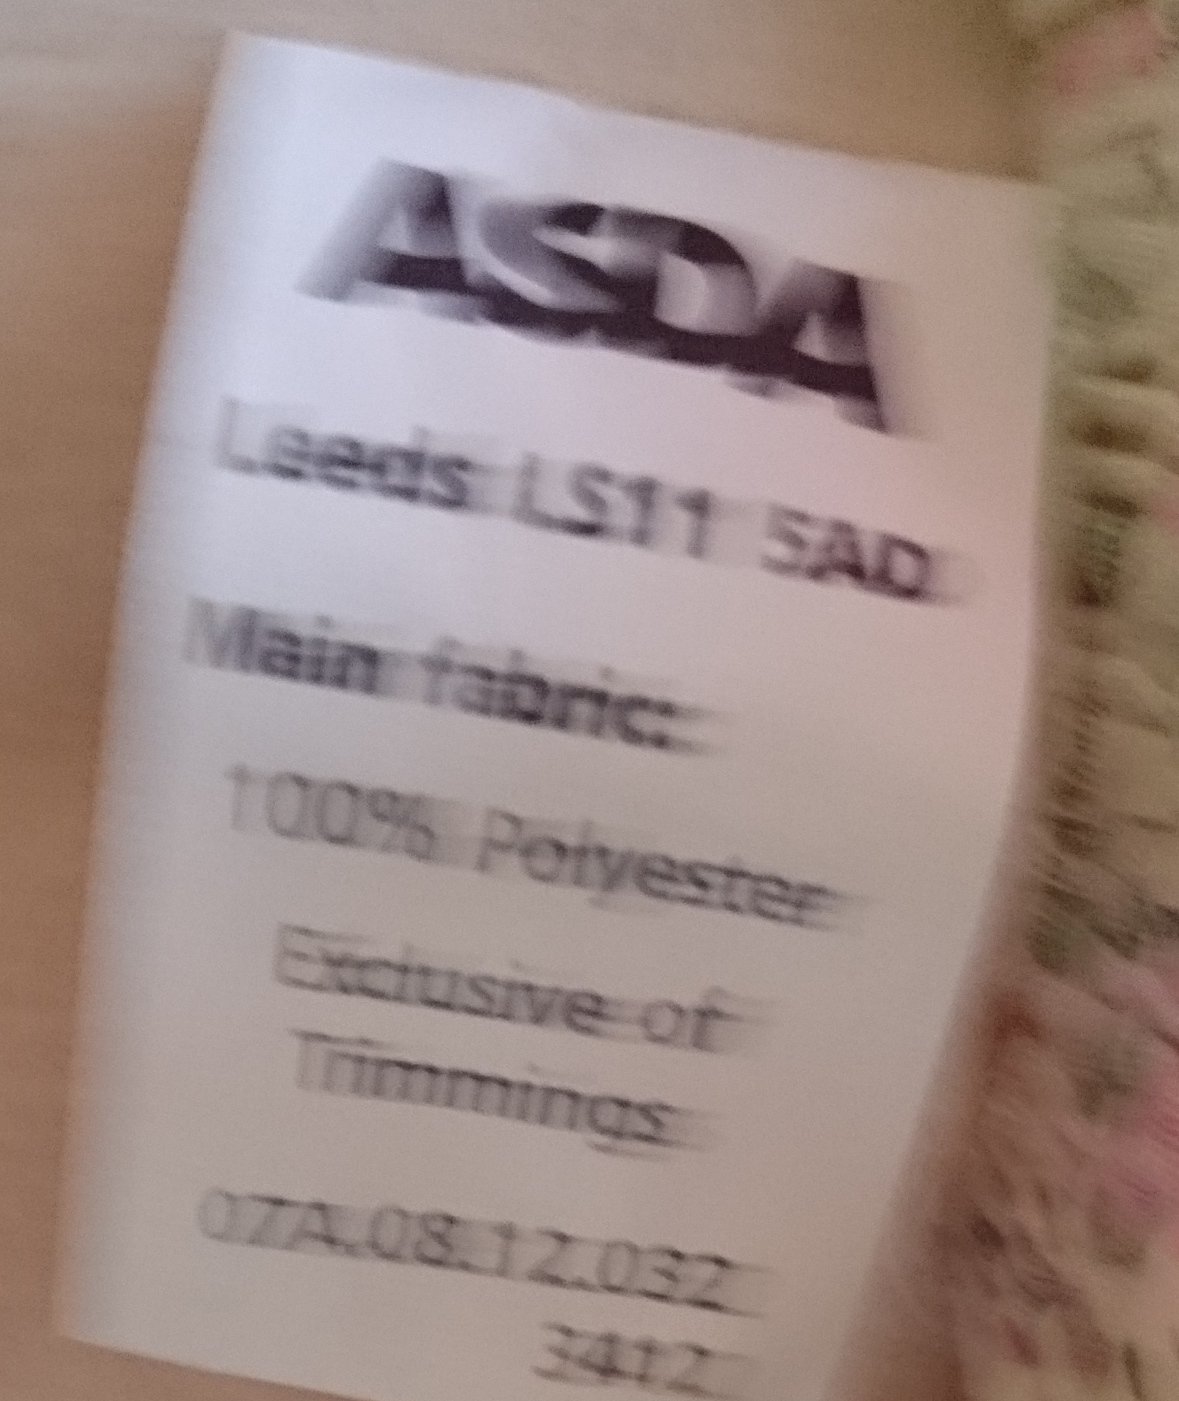 ASDA
Leeds LS11 5AD
Main fabric:
100% Polyester
Exclusive of
Trimmings
07A.08.12.032
3412